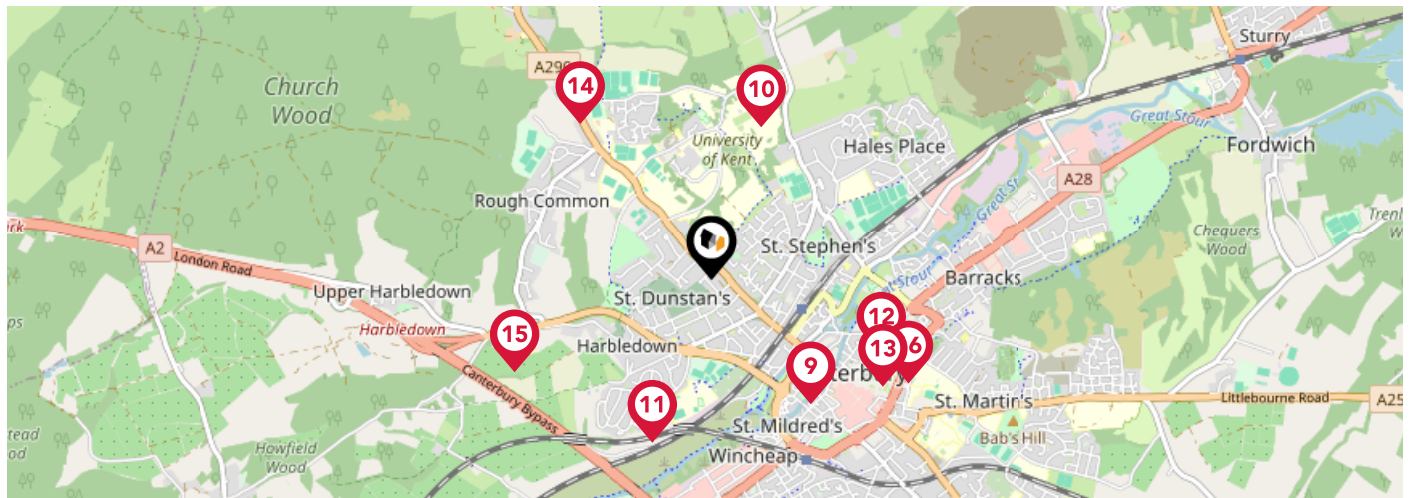 Sturry
A290
14
10
Church
Wood
Great Stour
University
of Kent
Hales Place
Fordwich
A28
Rough Common
Great St
Chequers
Wood
A2
London Road
St. Stephen's
Barracks
Upper Harbledown
St. Dunstan's
12
Harbledown
15
Harbledown
13
6
9
Canterbury Bypass
11
St. Martin's
Littlebourne Road
A25
St. Mildred's
Bab's Hill
Howfield
Wood
Wincheap